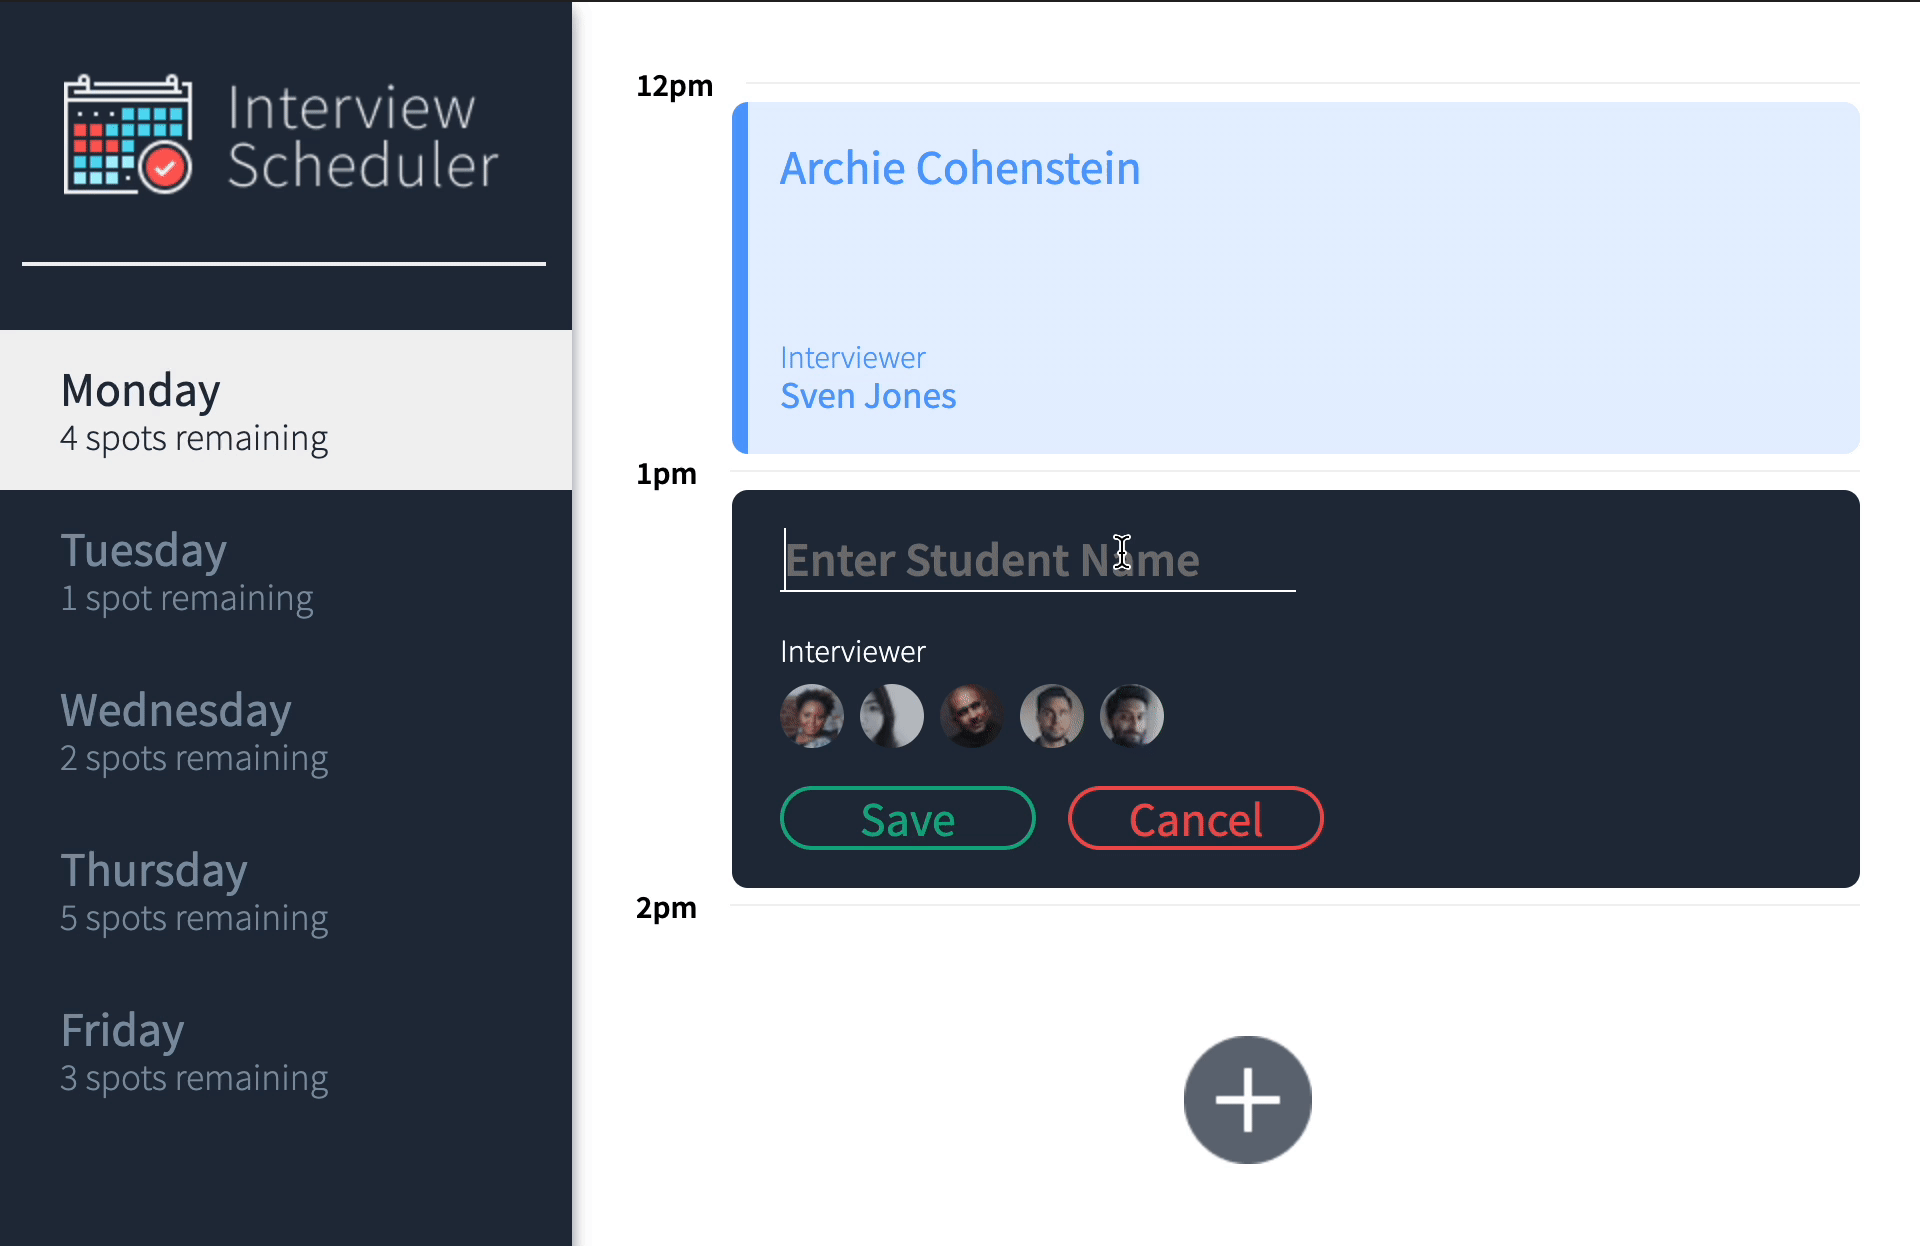 Interview
Scheduler
Monday
4 spots remaining
Tuesday
1 spot remaining
Wednesday
2 spots remaining
Thursday
5 spots remaining
Friday
3 spots remaining
12pm
Archie Cohenstein
Interviewer
Sven Jones
1pm
Enter Student Name
Interviewer
Save Cancel
2pm